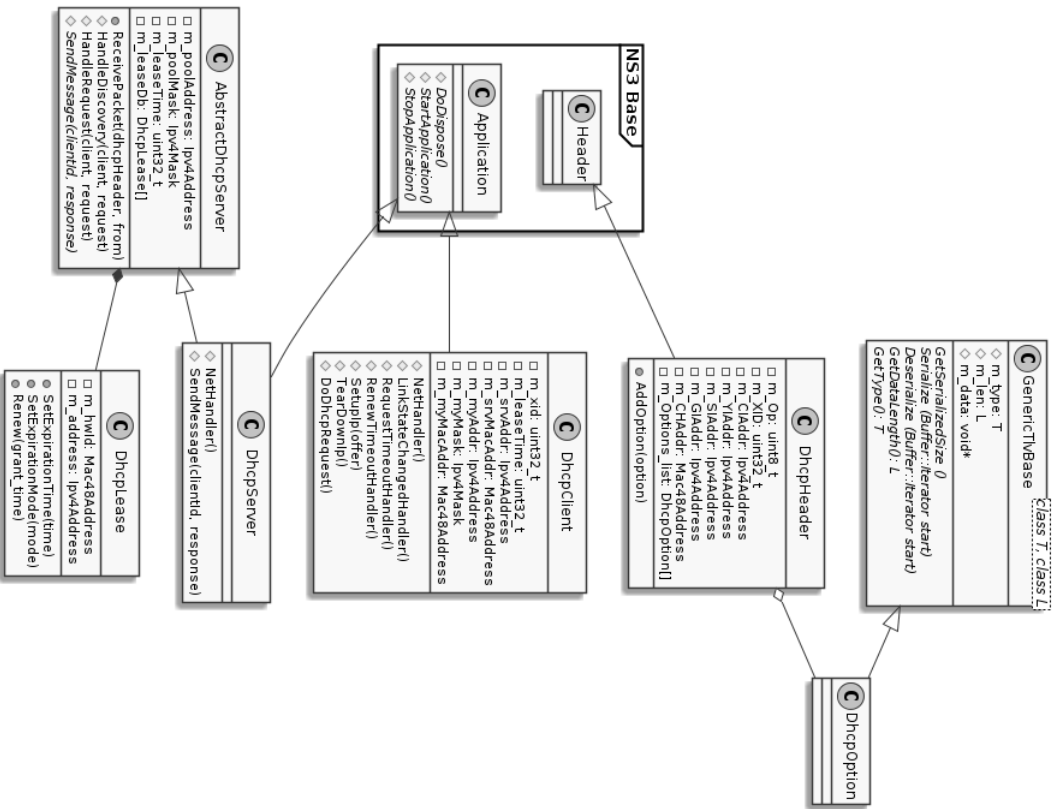 NS3 Base
C Header
C Application
DoDispose()
StartApplication()
StopApplication()
C AbstractDhcpServer
m_poolAddress: Ipv4Address
m_poolMask: Ipv4Mask
m_leaseTime: uint32_t
m_leaseDb: DhcpLease[]
ReceivePacket(dhcpHeader, from)
HandleDiscovery(client, request)
HandleRequest(client, request)
SendMessage(clientId, response)
class T, class L
C GenericTlvBase
m_type: T
m_len: L
m_data: void*
GetSerializedSize ()
Serialize (Buffer::Iterator start)
Deserialize (Buffer::Iterator start)
GetDataLength() : L
GetType() : T
C DhcpHeader
m_Op: uint8_t
m_XID: uint32_t
m_CIAddr: Ipv4Address
m_YIAddr: Ipv4Address
m_SIAddr: Ipv4Address
m_GIAddr: Ipv4Address
m_CHAddr: Mac48Address
m_Options_list: DhcpOption[]
AddOption(option)
C DhcpClient
m_xid: uint32_t
m_leaseTime: uint32_t
m_srvAddr: Ipv4Address
m_srvMacAddr: Mac48Address
m_myAddr: Ipv4Address
m_myMask: Ipv4Mask
m_myMacAddr: Mac48Address
NetHandler()
LinkStateChangedHandler()
RequestTimeoutHandler()
RenewTimeoutHandler()
SetupIp(offer)
TearDownIp()
DoDhcpRequest()
C DhcpServer
NetHandler()
SendMessage(clientId, response)
C DhcpLease
m_hwId: Mac48Address
m_address: Ipv4Address
SetExpirationTime(time)
SetExpirationMode(mode)
Renew(grant_time)
C DhcpOption